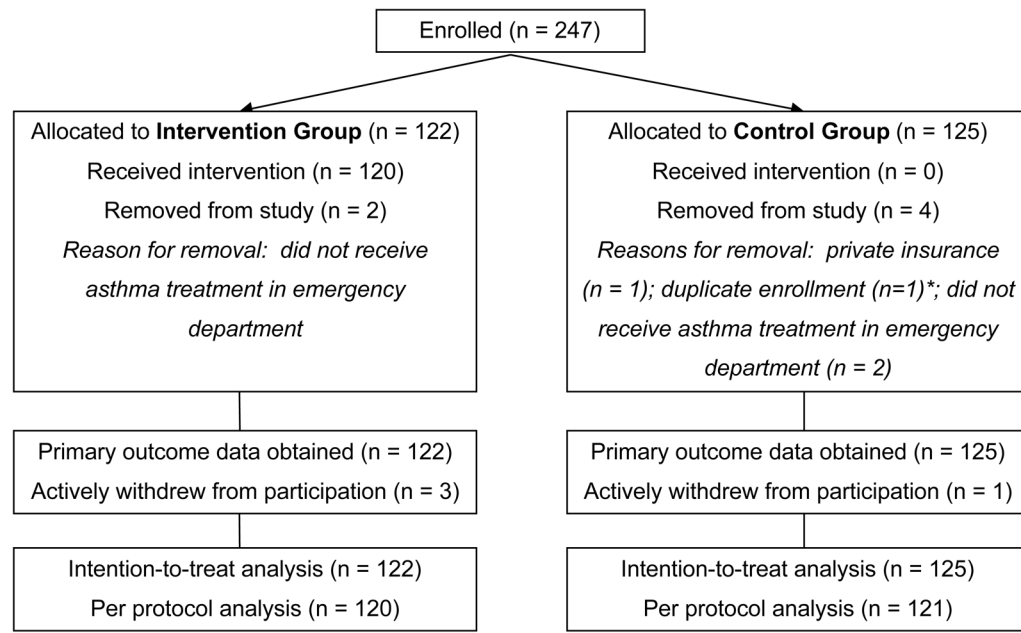 Enrolled (n = 247)
Allocated to Intervention Group (n = 122)
Received intervention (n = 120)
Removed from study (n = 2)
Reason for removal:  did not receive
asthma treatment in emergency
department
Allocated to Control Group (n = 125)
Received intervention (n = 0)
Removed from study (n = 4)
Reasons for removal:  private insurance
(n = 1); duplicate enrollment (n=1)*; did not
receive asthma treatment in emergency
department (n = 2)
Primary outcome data obtained (n = 122)
Actively withdrew from participation (n = 3)
Primary outcome data obtained (n = 125)
Actively withdrew from participation (n = 1)
Intention-to-treat analysis (n = 122)
Per protocol analysis (n = 120)
Intention-to-treat analysis (n = 125)
Per protocol analysis (n = 121)